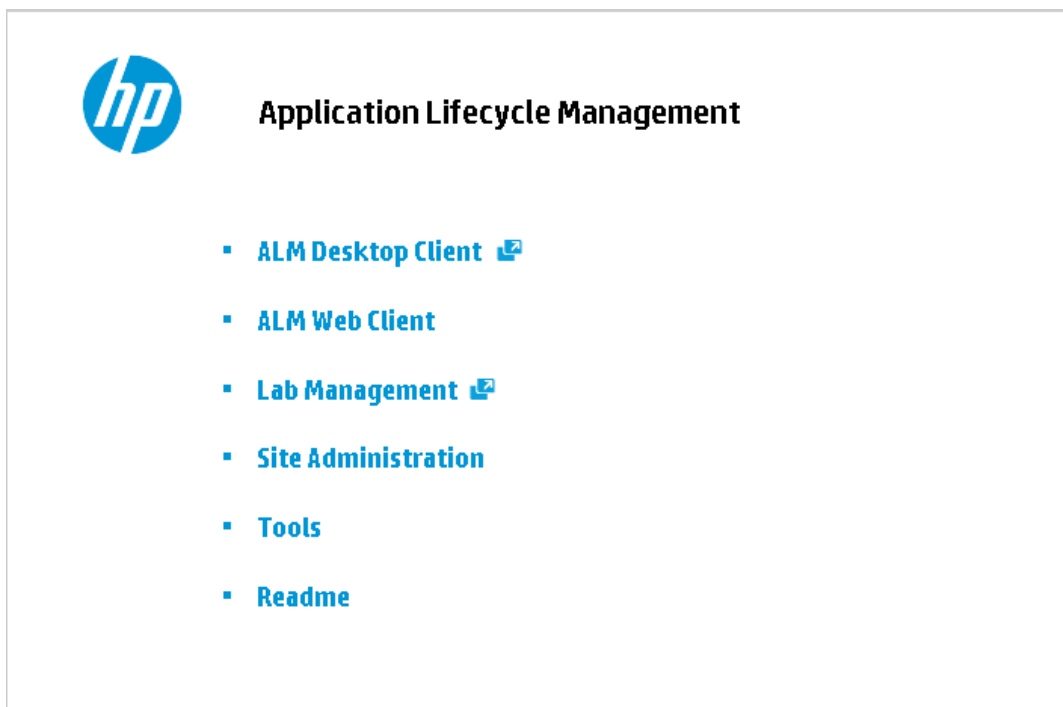 hp
Application Lifecycle Management
ALM Desktop Client
ALM Web Client
Lab Management
Site Administration
Tools
Readme